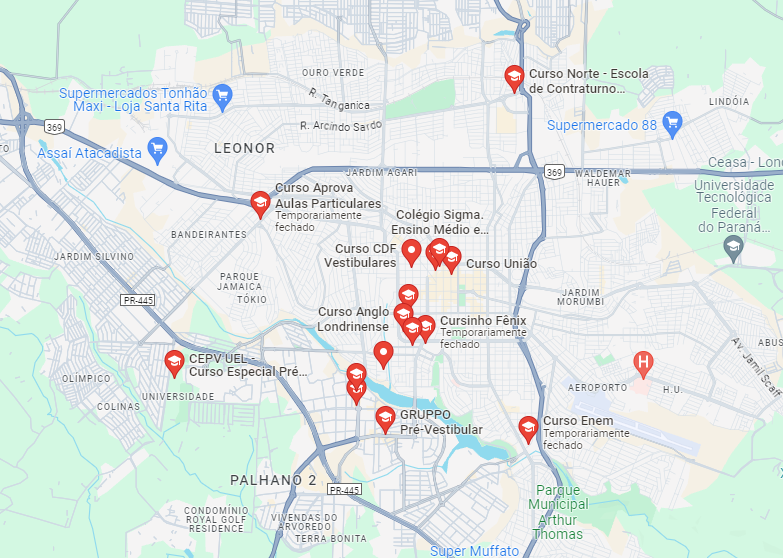 OURO VERDE
Curso Norte - Escola
de Contraturno...
Supermercados Tonhão
Maxi - Loja Santa Rita
R. Tanganica
LINDÓIA
R. Arcindo Sardo
Supermercado 88
369
Assaí Atacadista
LEONOR
Ceasa - Lon
JARDIM AGARI
369
WALDEMAR
HAUER
Curso Aprova
Aulas Particulares
Temporariamente
fechado
Universidade
Tecnológica
Federal
do Paraná...
Colégio Sigma.
Ensino Médio e...
BANDEIRANTES
Curso CDF
Vestibulares
Curso União
JARDIM SILVINO
PARQUE
JAMAICA
TÓKIO
JARDIM
MORUMBI
PR-445
Curso Anglo
Londrinense
Cursinho Fênix
Temporariamente
fechado
ABUS
Av. Jamil Scaff
CEPV UEL -
Curso Especial Pré...
H
OLÍMPICO
UNIVERSIDADE
COLINAS
AEROPORTO
H.U.
GRUPPO
Pré-Vestibular
Curso Enem
Temporariamente
fechado
PALHANO 2
PR-445
Parque
Municipal
Arthur
Thomas
CONDOMÍNIO
ROYAL GOLF
RESIDENCE
VIVENDAS DO
ARVOREDO
TERRA BONITA
Super Muffato